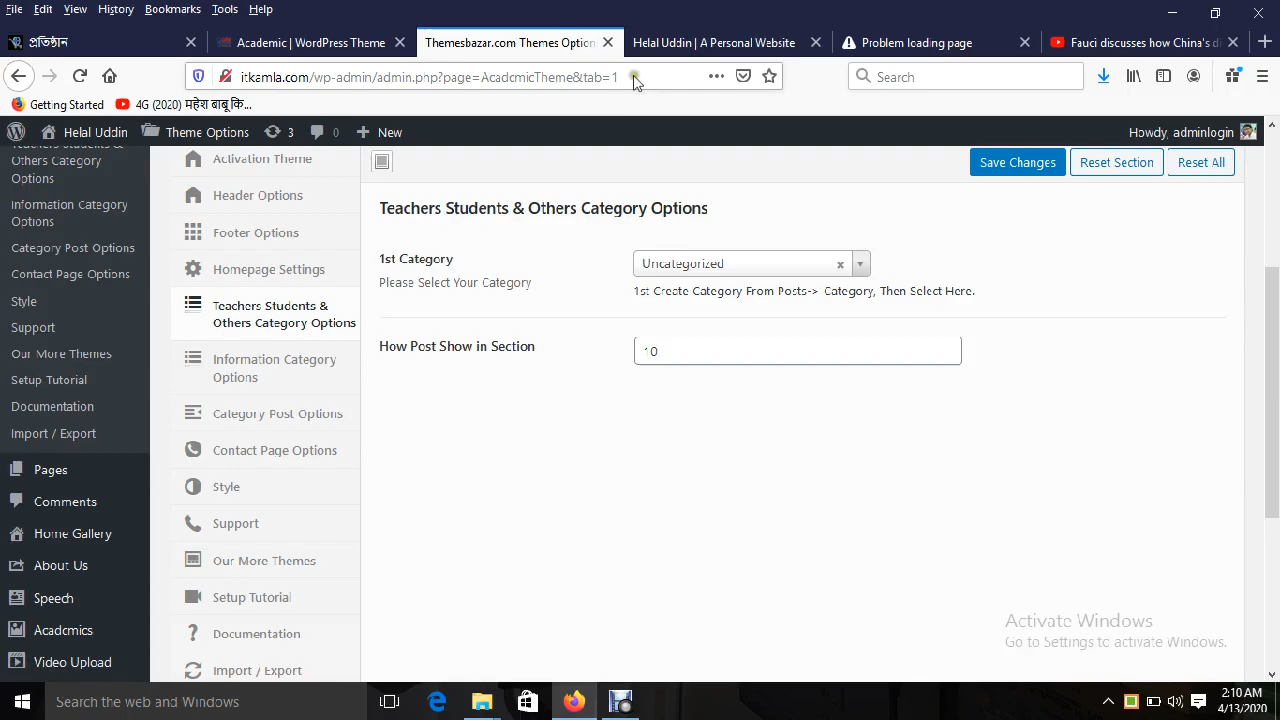 File Edit View History Bookmarks Tools Help
প্রতিষ্ঠান
Academic | WordPress Theme
Themesbazar.com Themes Option
Helal Uddin | A Personal Website
Problem loading page
Fauci discusses how China's di
itkamla.com/wp-admin/admin.php?page=AcadcmicTheme&tab=1
Search
Getting Started
4G (2020) महेश बाबू कि...
Helal Uddin Theme Options 3 0 New
Howdy, adminlogin
Teachers Students &
Others Category
Options
Information Category
Options
Category Post Options
Contact Page Options
Style
Support
Our More Themes
Setup Tutorial
Documentation
Import / Export
Pages
Comments
Home Gallery
About Us
Speech
Acadcmics
Video Upload
Activation Theme
Header Options
Footer Options
Homepage Settings
Teachers Students &
Others Category Options
Information Category
Options
Category Post Options
Contact Page Options
Style
Support
Our More Themes
Setup Tutorial
Documentation
Import / Export
Save Changes Reset Section Reset All
Teachers Students & Others Category Options
1st Category
Please Select Your Category
Uncategorized
1st Create Category From Posts-> Category, Then Select Here.
How Post Show in Section
10
Activate Windows
Go to Settings to activate Windows.
Search the web and Windows
2:10 AM
4/13/2020